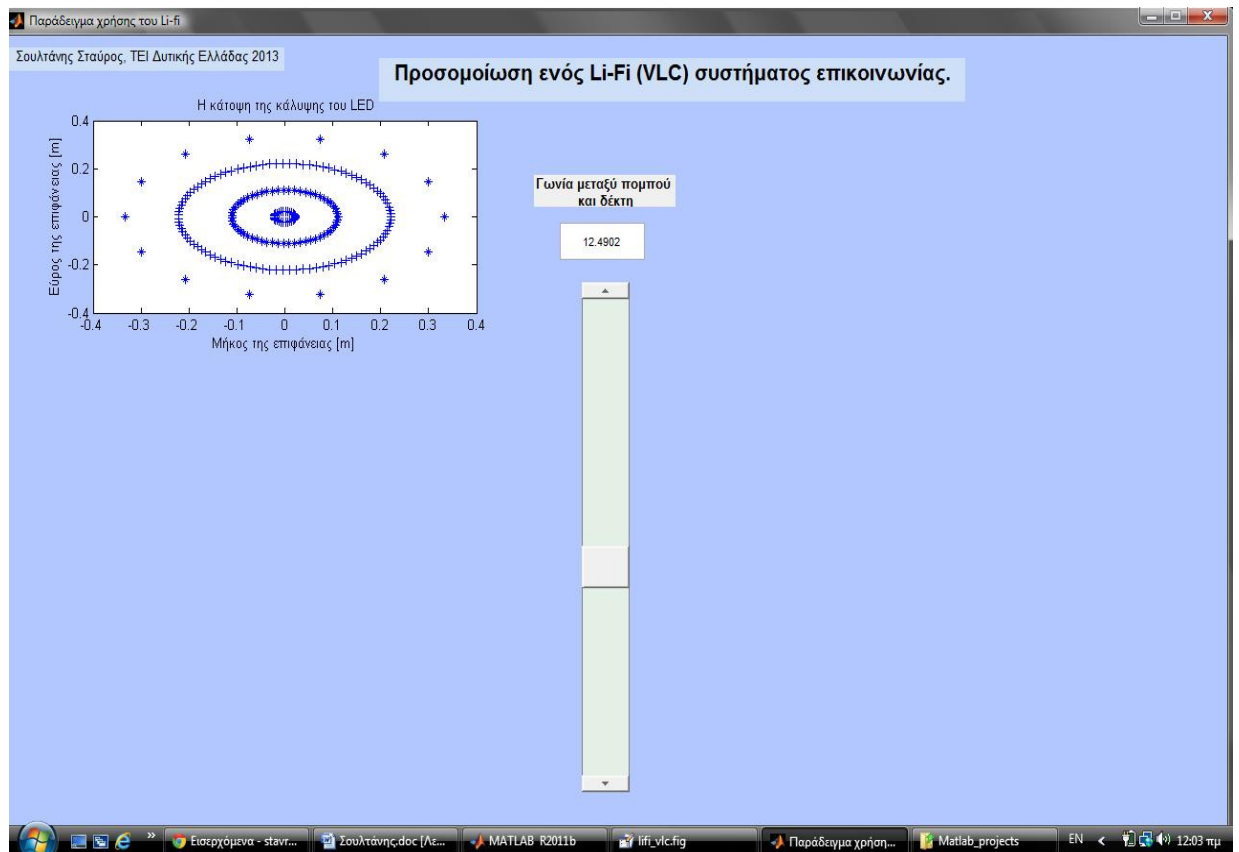 Παράδειγμα χρήσης του Li-fi
Σουλτάνης Σταύρος, ΤΕΙ Δυτικής Ελλάδας 2013
Προσομοίωση ενός Li-Fi (VLC) συστήματος επικοινωνίας.
Η κάτοψη της κάλυψης του LED
0.4
0.2
0
-0.2
-0.4
Εύρος της επιφάνειας [m]
-0.4 -0.3 -0.2 -0.1 0 0.1 0.2 0.3 0.4
Μήκος της επιφάνειας [m]
Γωνία μεταξύ πομπού
και δέκτη
12.4902
Εισερχόμενα - stavr... Σουλτάνης.doc [Λε... MATLAB R2011b lifi_vlc.fig Παράδειγμα χρήση... Matlab_projects EN 12:03 πμ